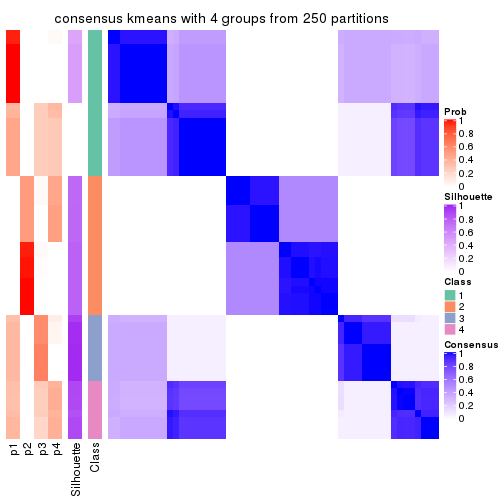 consensus kmeans with 4 groups from 250 partitions
Prob
1
0.8
0.6
0.4
0.2
0
Silhouette
1
0.8
0.6
0.4
0.2
0
Class
1
2
3
4
Consensus
1
0.8
0.6
0.4
0.2
0
p1
p2
p3
p4
Silhouette
Class